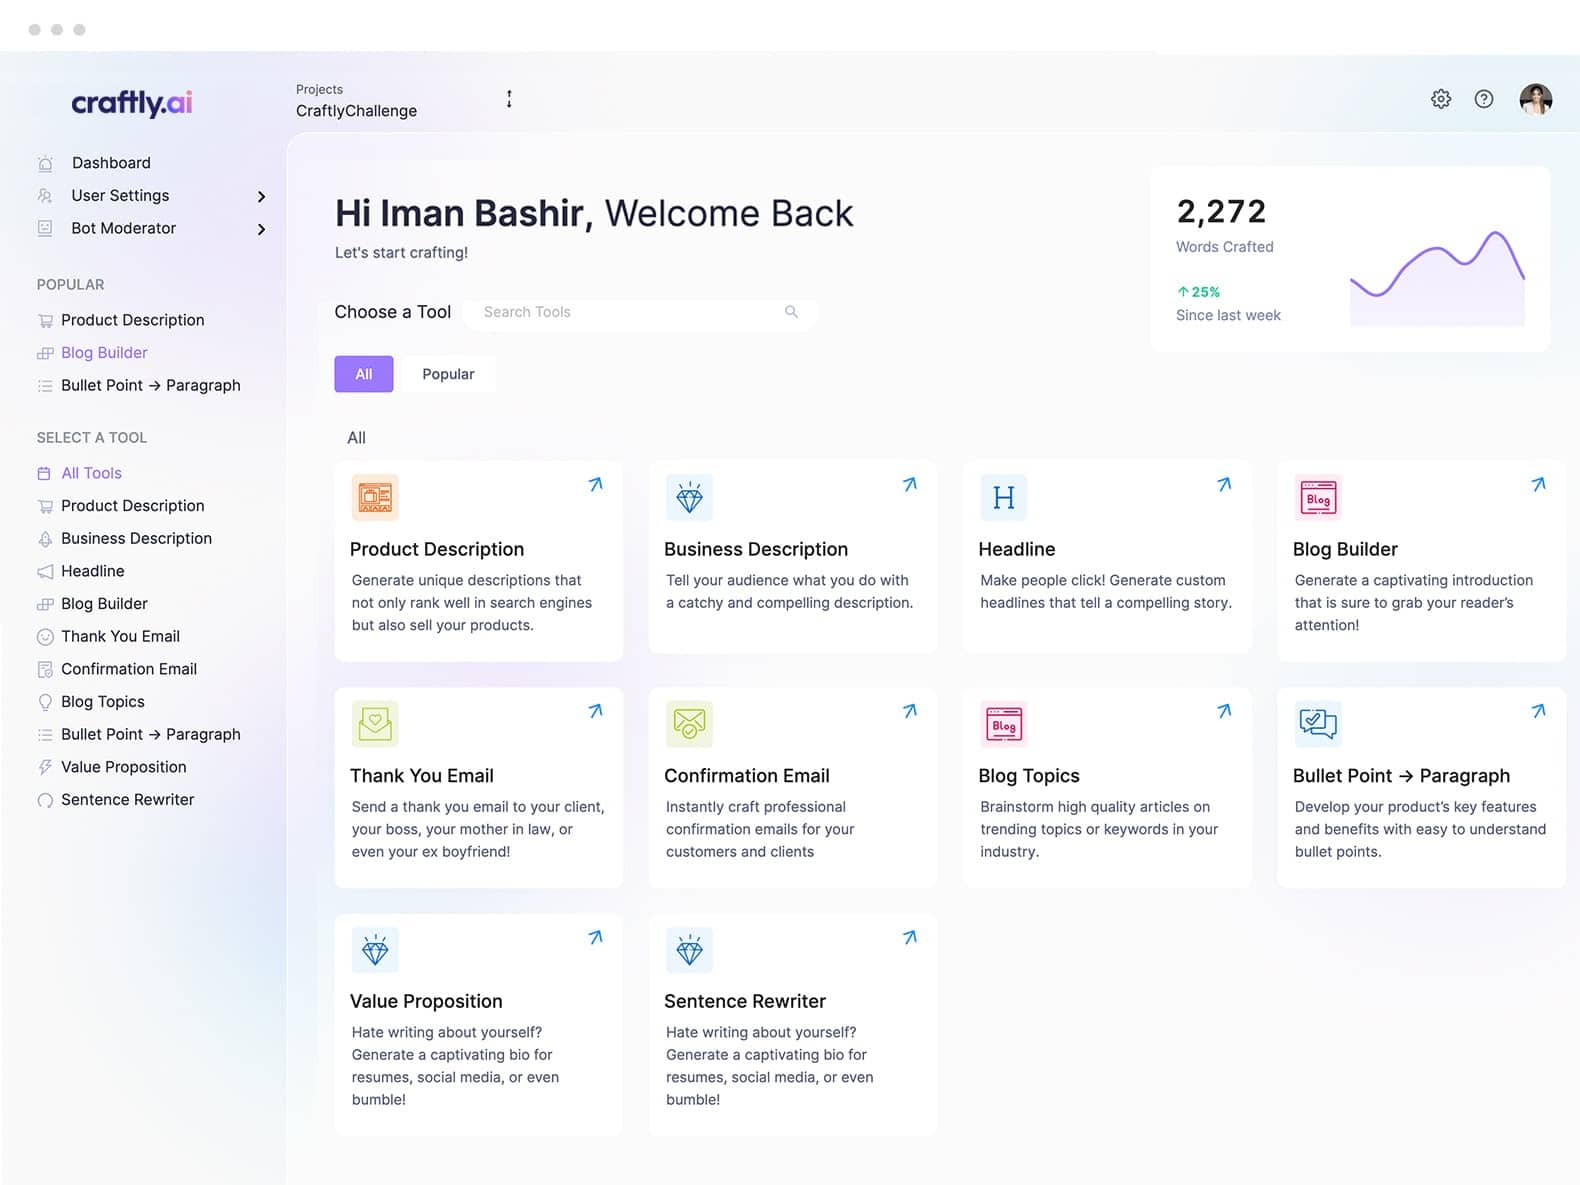 craftly.ai
Projects
CraftlyChallenge
Dashboard
User Settings
Bot Moderator
POPULAR
Product Description
Blog Builder
Bullet Point → Paragraph
SELECT A TOOL
All Tools
Product Description
Business Description
Headline
Blog Builder
Thank You Email
Confirmation Email
Blog Topics
Bullet Point → Paragraph
Value Proposition
Sentence Rewriter
Hi Iman Bashir, Welcome Back
Let's start crafting!
2,272
Words Crafted
↑ 25%
Since last week
Choose a Tool
Search Tools
All
Popular
All
Product Description
Generate unique descriptions that
not only rank well in search engines
but also sell your products.
Business Description
Tell your audience what you do with
a catchy and compelling description.
H
Headline
Make people click! Generate custom
headlines that tell a compelling story.
Blog
Blog Builder
Generate a captivating introduction
that is sure to grab your reader’s
attention!
Thank You Email
Send a thank you email to your client,
your boss, your mother in law, or
even your ex boyfriend!
Confirmation Email
Instantly craft professional
confirmation emails for your
customers and clients
Blog
Blog Topics
Brainstorm high quality articles on
trending topics or keywords in your
industry.
Bullet Point → Paragraph
Develop your product’s key features
and benefits with easy to understand
bullet points.
Value Proposition
Hate writing about yourself?
Generate a captivating bio for
resumes, social media, or even
bumble!
Sentence Rewriter
Hate writing about yourself?
Generate a captivating bio for
resumes, social media, or even
bumble!